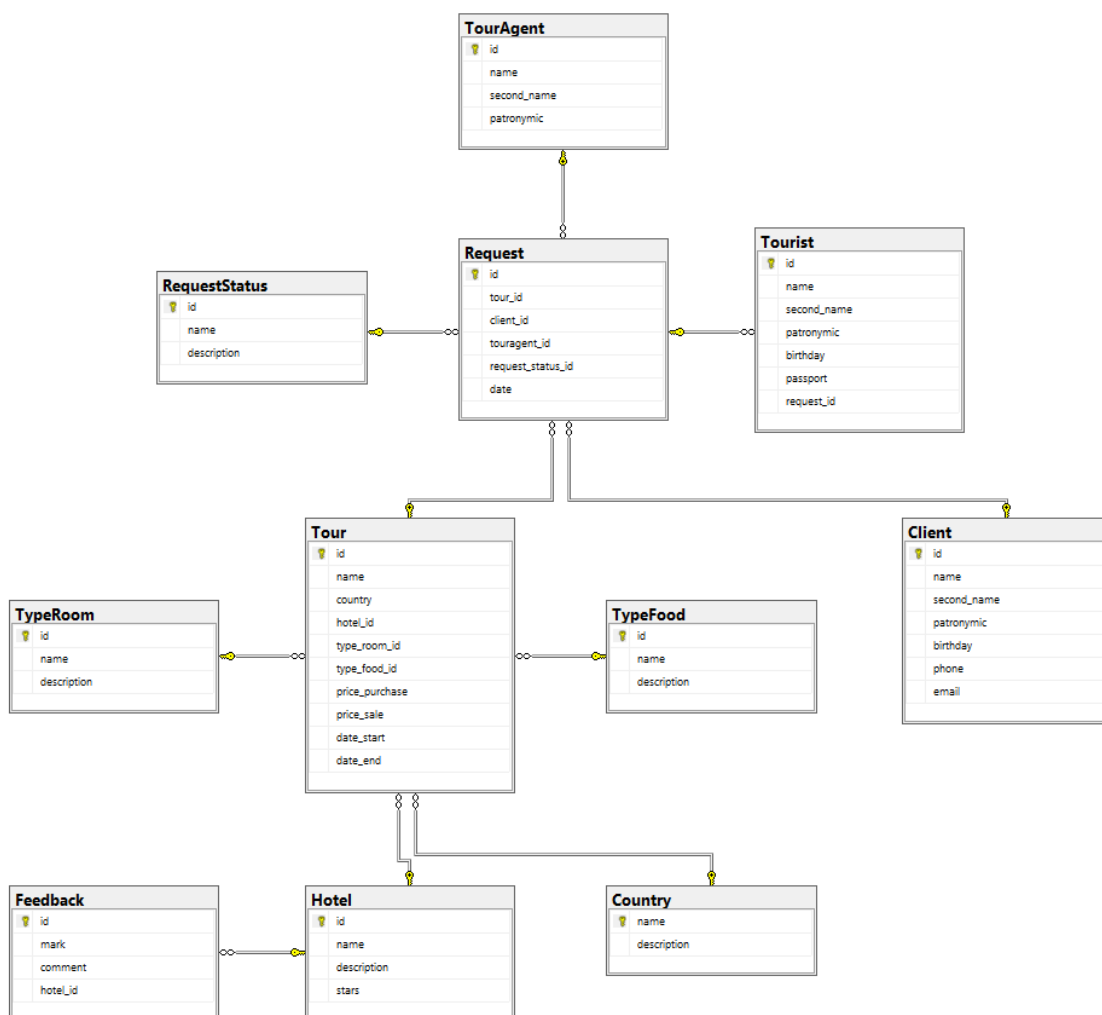 TourAgent
id
name
second_name
patronymic
Request
id
tour_id
client_id
touragent_id
request_status_id
date
Tourist
id
name
second_name
patronymic
birthday
passport
request_id
RequestStatus
id
name
description
Tour
id
name
country
hotel_id
type_room_id
type_food_id
price_purchase
price_sale
date_start
date_end
Client
id
name
second_name
patronymic
birthday
phone
email
TypeRoom
id
name
description
TypeFood
id
name
description
Feedback
id
mark
comment
hotel_id
Hotel
id
name
description
stars
Country
name
description